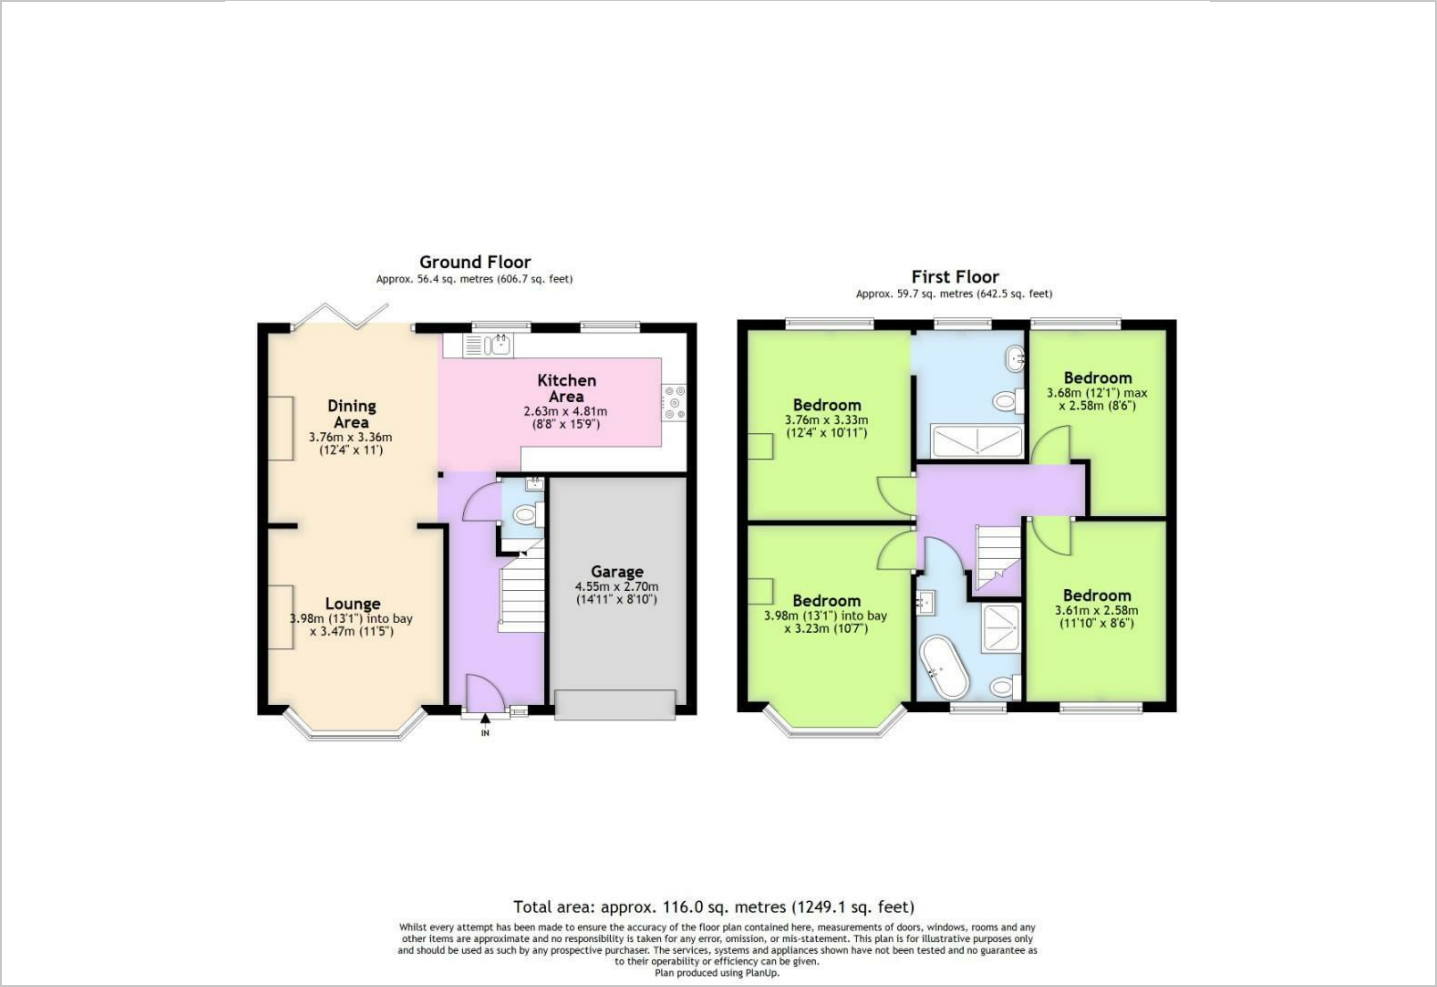 Ground Floor
Approx. 56.4 sq. metres (606.7 sq. feet)
Kitchen
Area
2.63m x 4.81m
(8'8" x 15'9")
Dining
Area
3.76m x 3.36m
(12'4" x 11')
Garage
4.55m x 2.70m
(14'11" x 8'10")
Lounge
3.98m (13'1") into bay
x 3.47m (11'5")
IN
First Floor
Approx. 59.7 sq. metres (642.5 sq. feet)
Bedroom
3.76m x 3.33m
(12'4" x 10'11")
Bedroom
3.68m (12'1") max
x 2.58m (8'6")
Bedroom
3.98m (13'1") into bay
x 3.23m (10'7")
Bedroom
3.61m x 2.58m
(11'10" x 8'6")
Total area: approx. 116.0 sq. metres (1249.1 sq. feet)
Whilst every attempt has been made to ensure the accuracy of the floor plan contained here, measurements of doors, windows, rooms and any
other items are approximate and no responsibility is taken for any error, omission, or mis-statement. This plan is for illustrative purposes only
and should be used as such by any prospective purchaser. The services, systems and appliances shown have not been tested and no guarantee as
to their operability or efficiency can be given.
Plan produced using PlanUp.